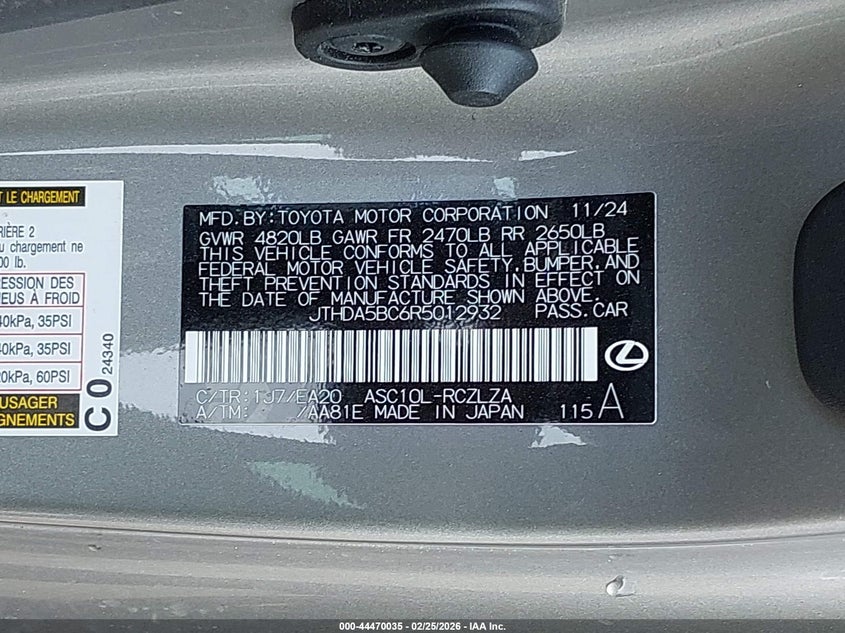 T LE CHARGEMENT
RIÈRE 2
u chargement ne
00 lb.
RESSION DES
NEUS À FROID
40kPa, 35PSI
40kPa, 35PSI
20kPa, 60PSI
USAGER
GNEMENTS
C 0 24340
MFD. BY: TOYOTA MOTOR CORPORATION 11/24
GVWR 4820LB GAWR FR 2470LB RR 2650LB
THIS VEHICLE CONFORMS TO ALL APPLICABLE
FEDERAL MOTOR VEHICLE SAFETY, BUMPER, AND
THEFT PREVENTION STANDARDS IN EFFECT ON
THE DATE OF MANUFACTURE SHOWN ABOVE.
JTHDA5BC6R5012932 PASS. CAR
C/TR: 1J7/EA20 ASC10L-RCZLZA
A/TM: /AA81E MADE IN JAPAN 115 A
000-44470035 - 02/25/2026 - IAA Inc.